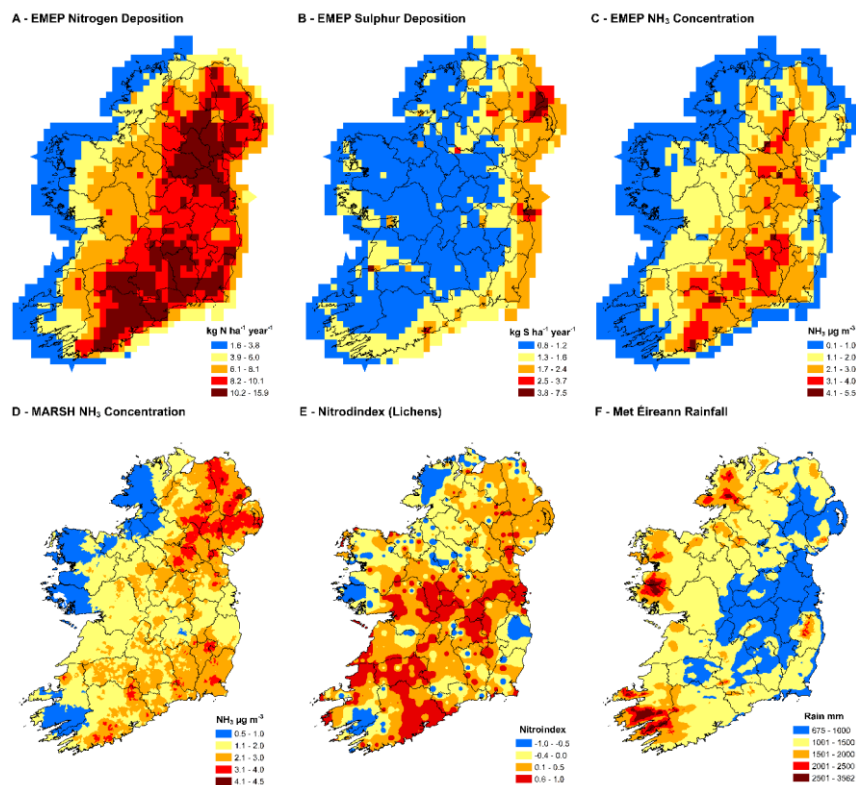 A - EMEP Nitrogen Deposition
B - EMEP Sulphur Deposition
C - EMEP NH₃ Concentration
kg N ha⁻¹ year⁻¹
1.6 - 3.8
3.9 - 6.0
6.1 - 8.1
8.2 - 10.1
10.2 - 15.9
kg S ha⁻¹ year⁻¹
0.8 - 1.2
1.3 - 1.6
1.7 - 2.4
2.5 - 3.7
3.8 - 7.5
NH₃ µg m⁻³
0.1 - 1.0
1.1 - 2.0
2.1 - 3.0
3.1 - 4.0
4.1 - 5.5
D - MARSH NH₃ Concentration
E - Nitrodindex (Lichens)
F - Met Éireann Rainfall
NH₃ µg m⁻³
0.5 - 1.0
1.1 - 2.0
2.1 - 3.0
3.1 - 4.0
4.1 - 4.5
Nitroindex
-1.0 - -0.5
-0.4 - 0.0
0.1 - 0.5
0.6 - 1.0
Rain mm
675 - 1000
1001 - 1500
1501 - 2000
2001 - 2500
2501 - 3562